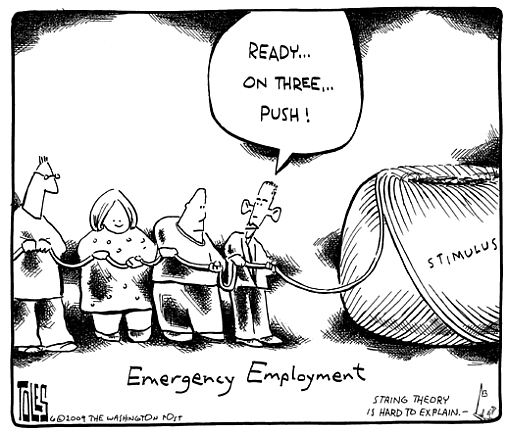 READY...
ON THREE...
PUSH!
STIMULUS
Emergency Employment
TOLES
©2009 THE WASHINGTON POST
STRING THEORY
IS HARD TO EXPLAIN.-